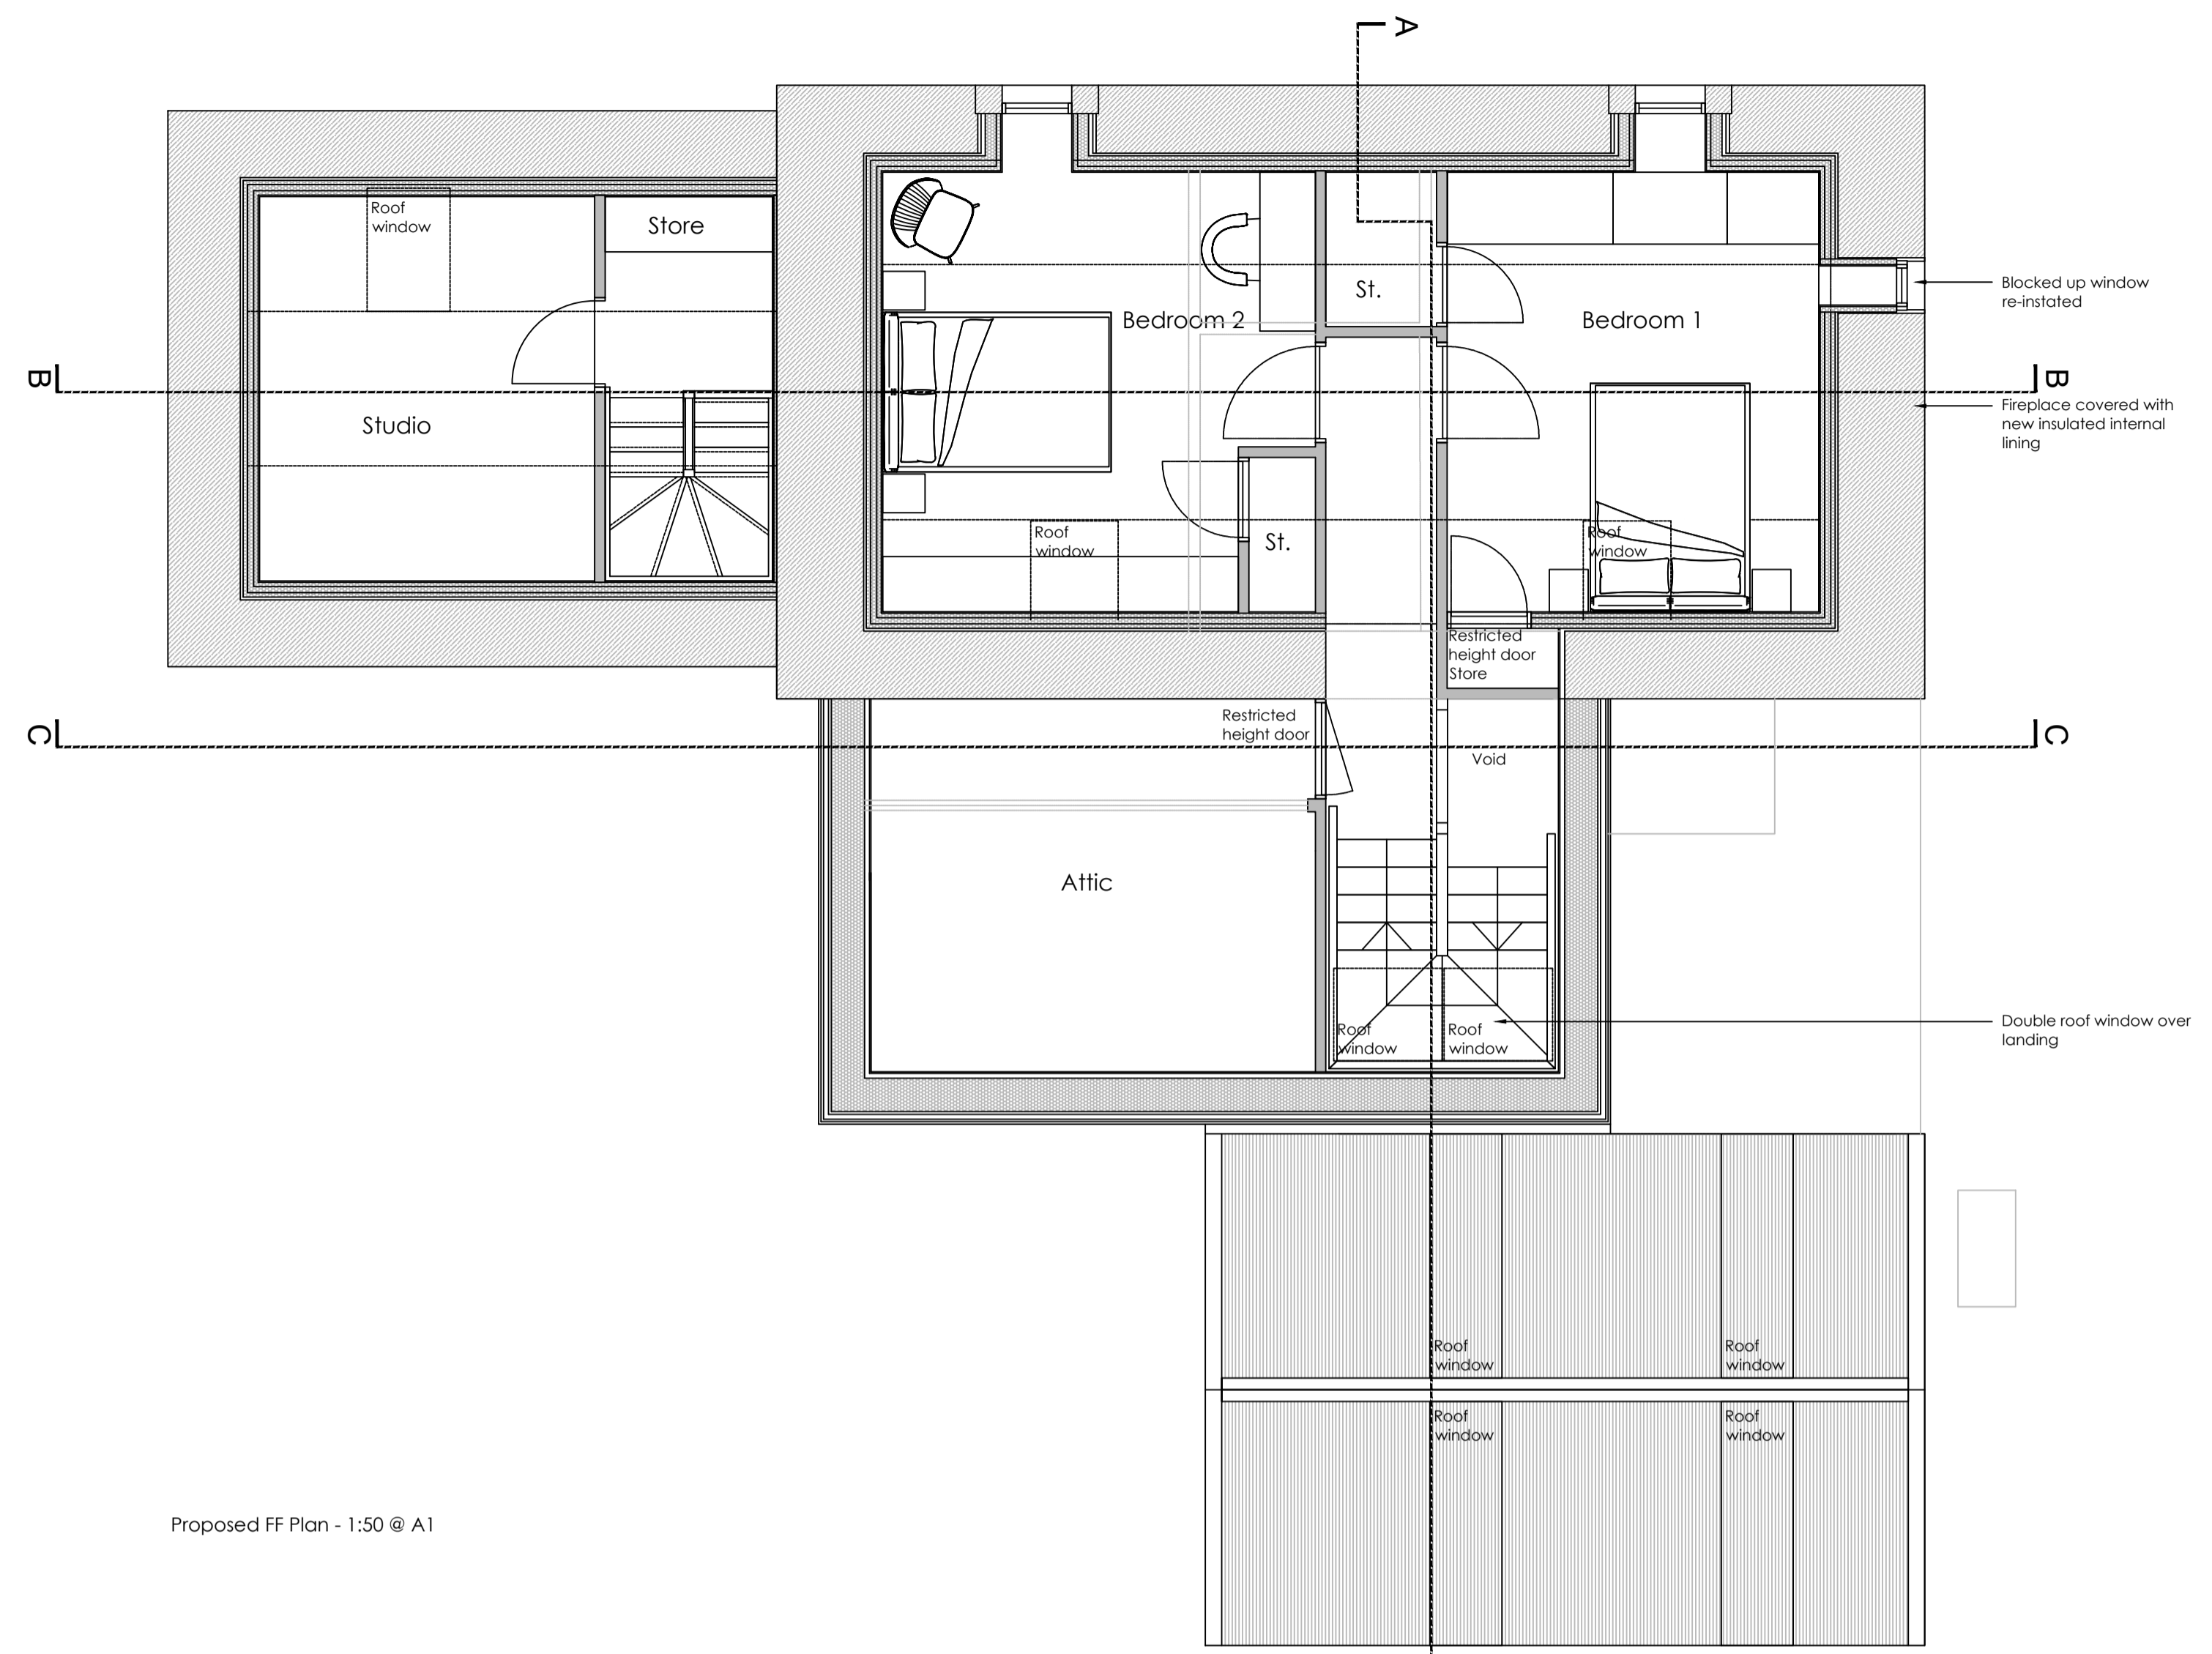 A
Roof
window
Store
St.
Blocked up window
re-instated
Bedroom 2
Bedroom 1
B
B
Fireplace covered with
new insulated internal
lining
Studio
Roof
window
St.
Roof
window
Restricted
height door
Store
Restricted
height door
C
C
Void
Attic
Roof
window
Roof
window
Double roof window over
landing
Roof
window
Roof
window
Roof
window
Roof
window
Proposed FF Plan - 1:50 @ A1